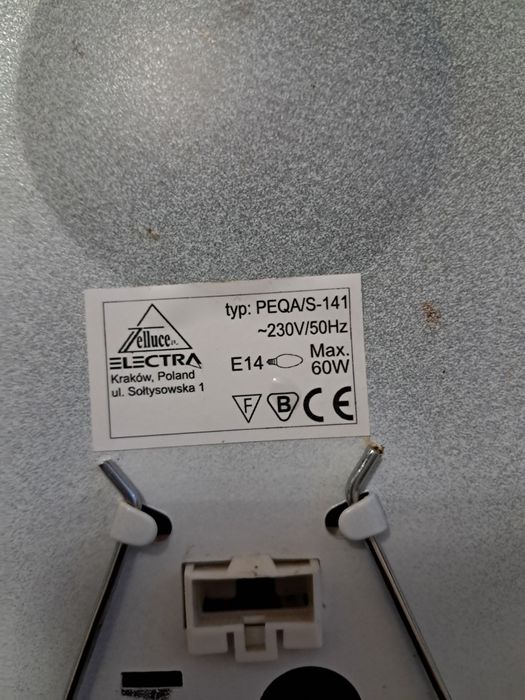 Zelluce
ELECTRA
Kraków, Poland
ul. Sołtysowska 1
typ: PEQA/S-141
~230V/50Hz
E14 Max.
60W
F B CE